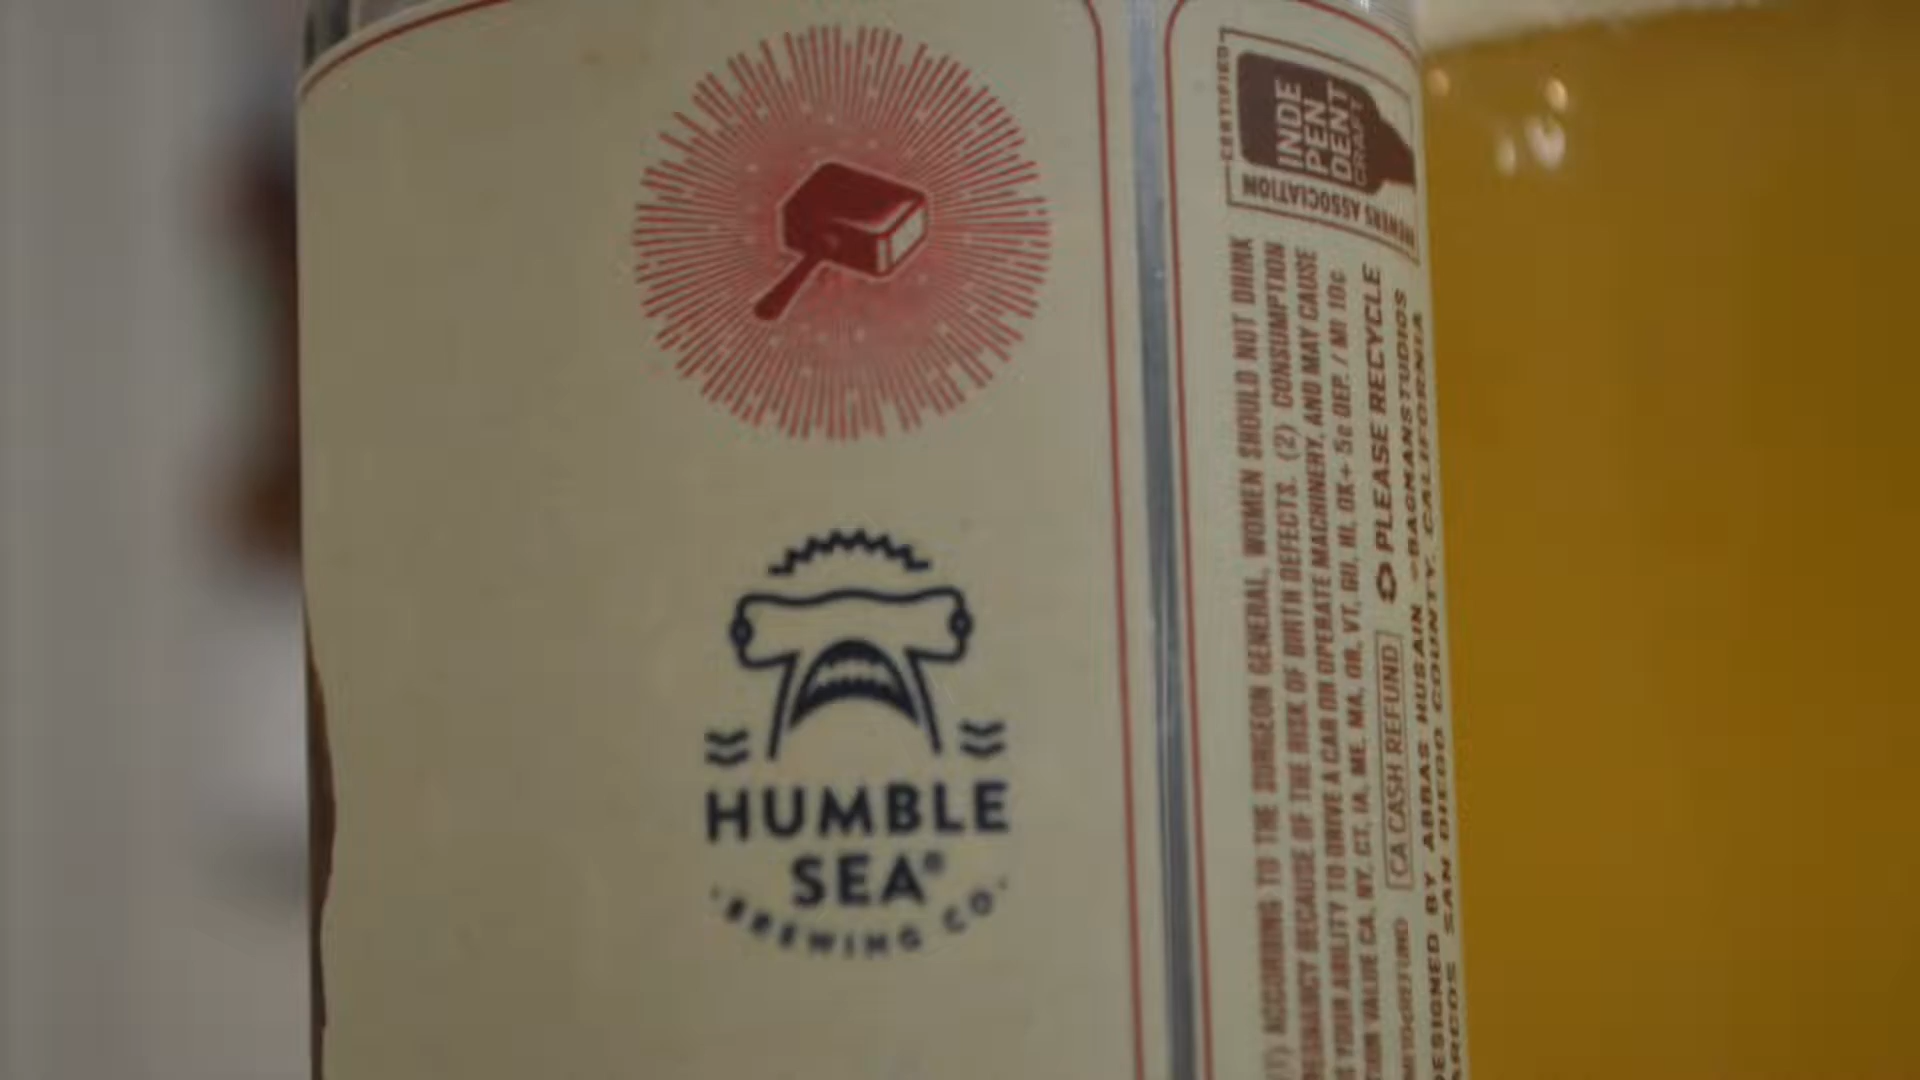 HUMBLE
SEA®
BREWING CO
CERTIFIED
INDE
PEN
DENT
CRAFT
ASSOCIATION
ACCORDING TO THE SURGEON GENERAL, WOMEN SHOULD NOT DRINK
BECAUSE OF THE RISK OF BIRTH DEFECTS. (2) CONSUMPTION
YOUR ABILITY TO DRIVE A CAR OR OPERATE MACHINERY, AND MAY CAUSE
VALUE CA, NY, CT, IA, ME, MA, OR, VT, GU, HI, OK+ 5¢ DEP. / MI 10¢
CA CASH REFUND
PLEASE RECYCLE
DESIGNED BY ABBAS HUSAIN @BAGMANSTUDIOS
SAN DIEGO COUNTY, CALIFORNIA